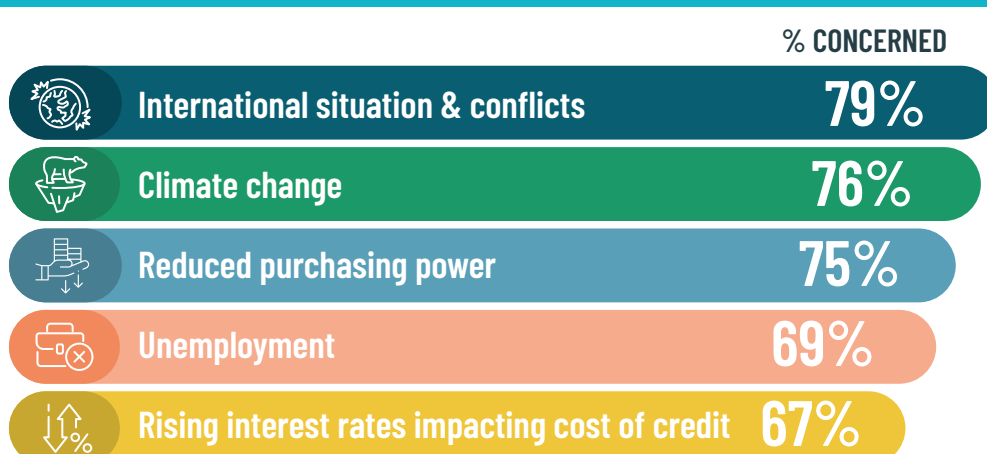 % CONCERNED
International situation & conflicts 79%
Climate change 76%
Reduced purchasing power 75%
Unemployment 69%
Rising interest rates impacting cost of credit 67%
%